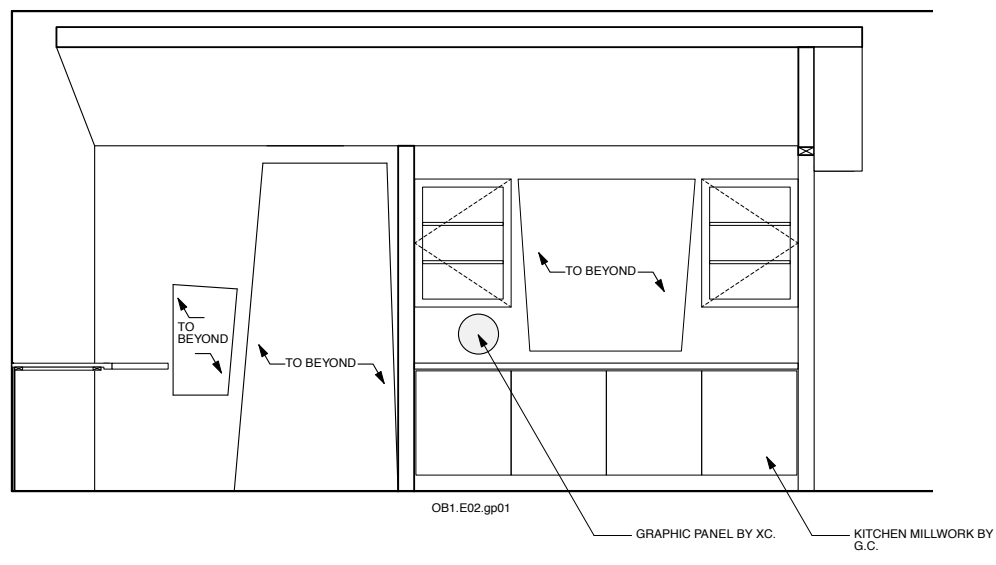 TO BEYOND
TO
BEYOND
TO BEYOND
OB1.E02.gp01
GRAPHIC PANEL BY XC.
KITCHEN MILLWORK BY
G.C.